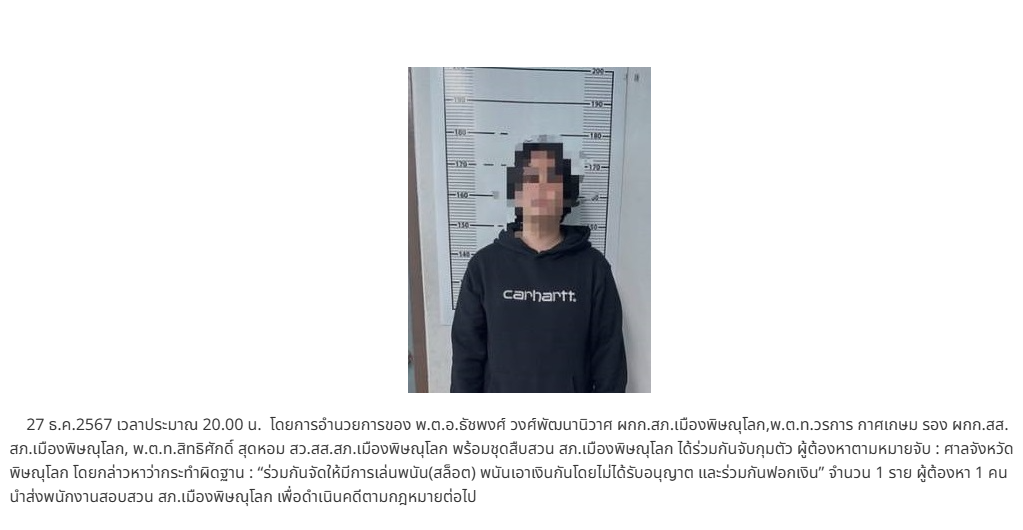 200
190
180
170
170
160
150
140
carhartt.
27 ธ.ค.2567 เวลาประมาณ 20.00 น. โดยการอำนวยการของ พ.ต.อ.ธัชพงศ์ วงศ์พัฒนานิวาศ ผกก.สภ.เมืองพิษณุโลก,พ.ต.ท.วรการ กาศเกษม รอง ผกก.สส.
สภ.เมืองพิษณุโลก, พ.ต.ท.สิทธิศักดิ์ สุดหอม สว.สส.สภ.เมืองพิษณุโลก พร้อมชุดสืบสวน สภ.เมืองพิษณุโลก ได้ร่วมกันจับกุมตัว ผู้ต้องหาตามหมายจับ : ศาลจังหวัด
พิษณุโลก โดยกล่าวหาว่ากระทำผิดฐาน : “ร่วมกันจัดให้มีการเล่นพนัน(สล็อต) พนันเอาเงินกันโดยไม่ได้รับอนุญาต และร่วมกันฟอกเงิน” จำนวน 1 ราย ผู้ต้องหา 1 คน
นำส่งพนักงานสอบสวน สภ.เมืองพิษณุโลก เพื่อดำเนินคดีตามกฎหมายต่อไป